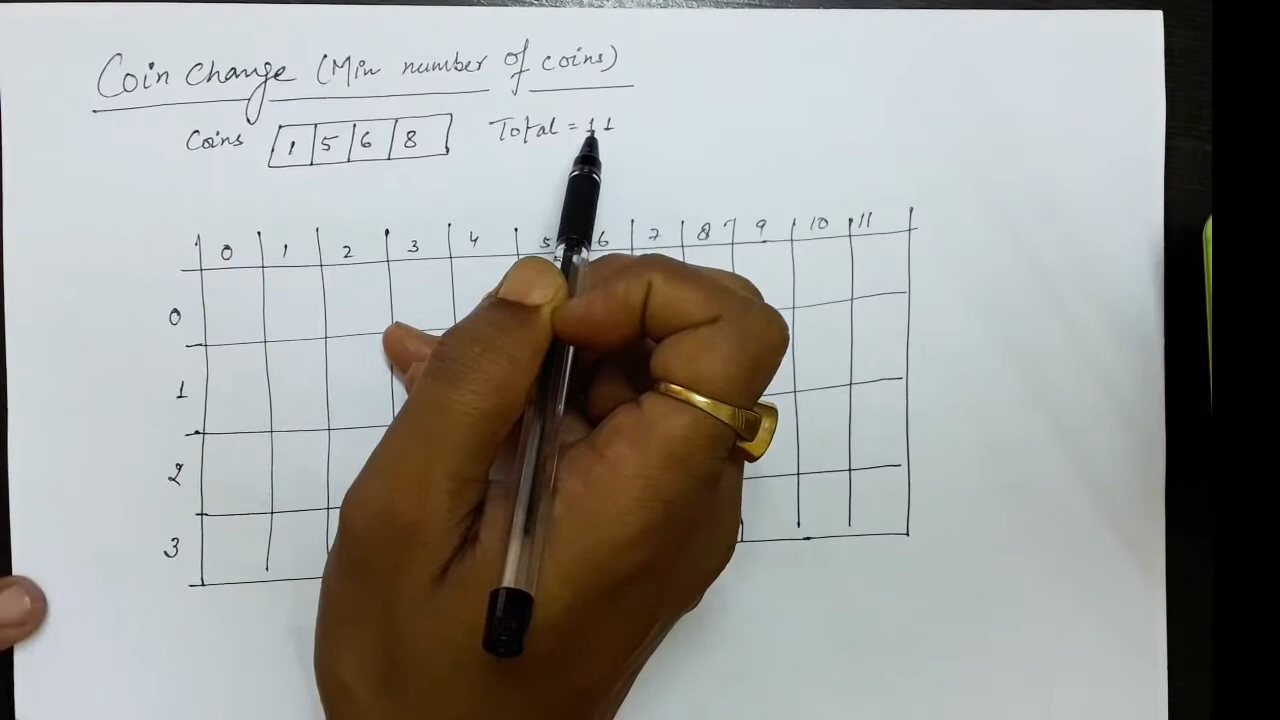 Coin Change (Min number of coins)
Coins 1 5 6 8 Total = 11
0 1 2 3 4 5 6 7 8 9 10 11
0
1
2
3